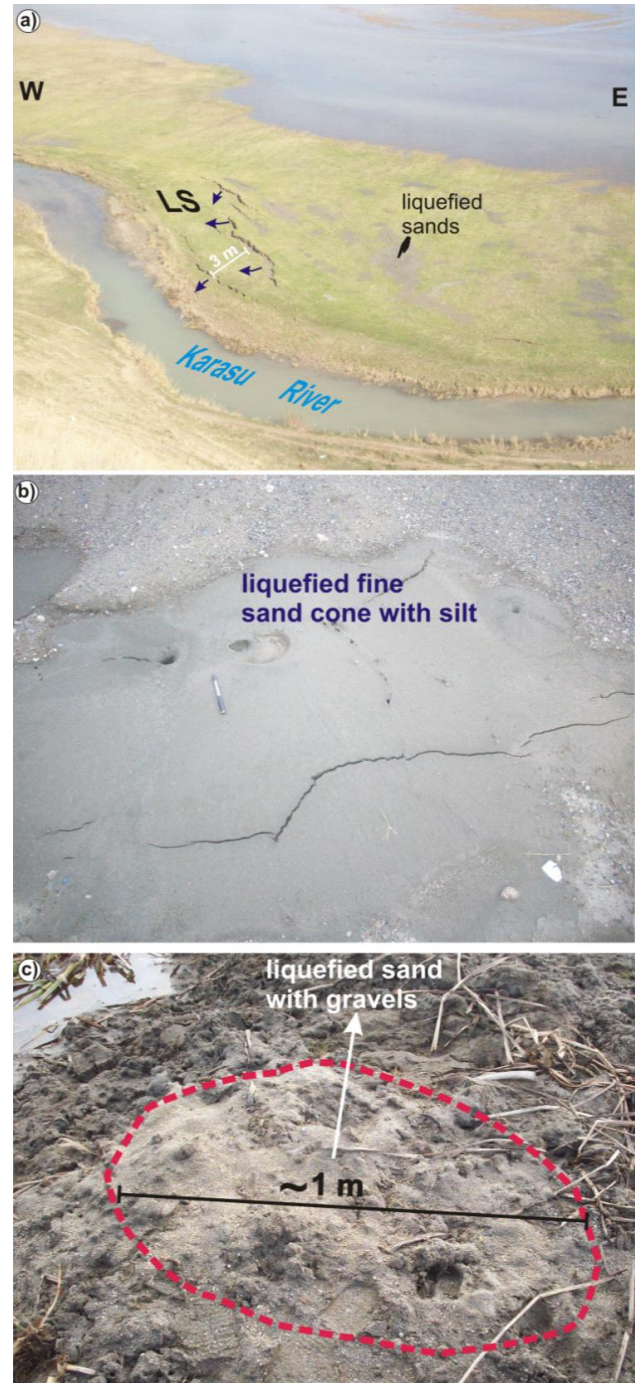 a)
W
E
LS
liquefied
sands
3 m
Karasu River
b)
liquefied fine
sand cone with silt
c)
liquefied sand
with gravels
~1 m